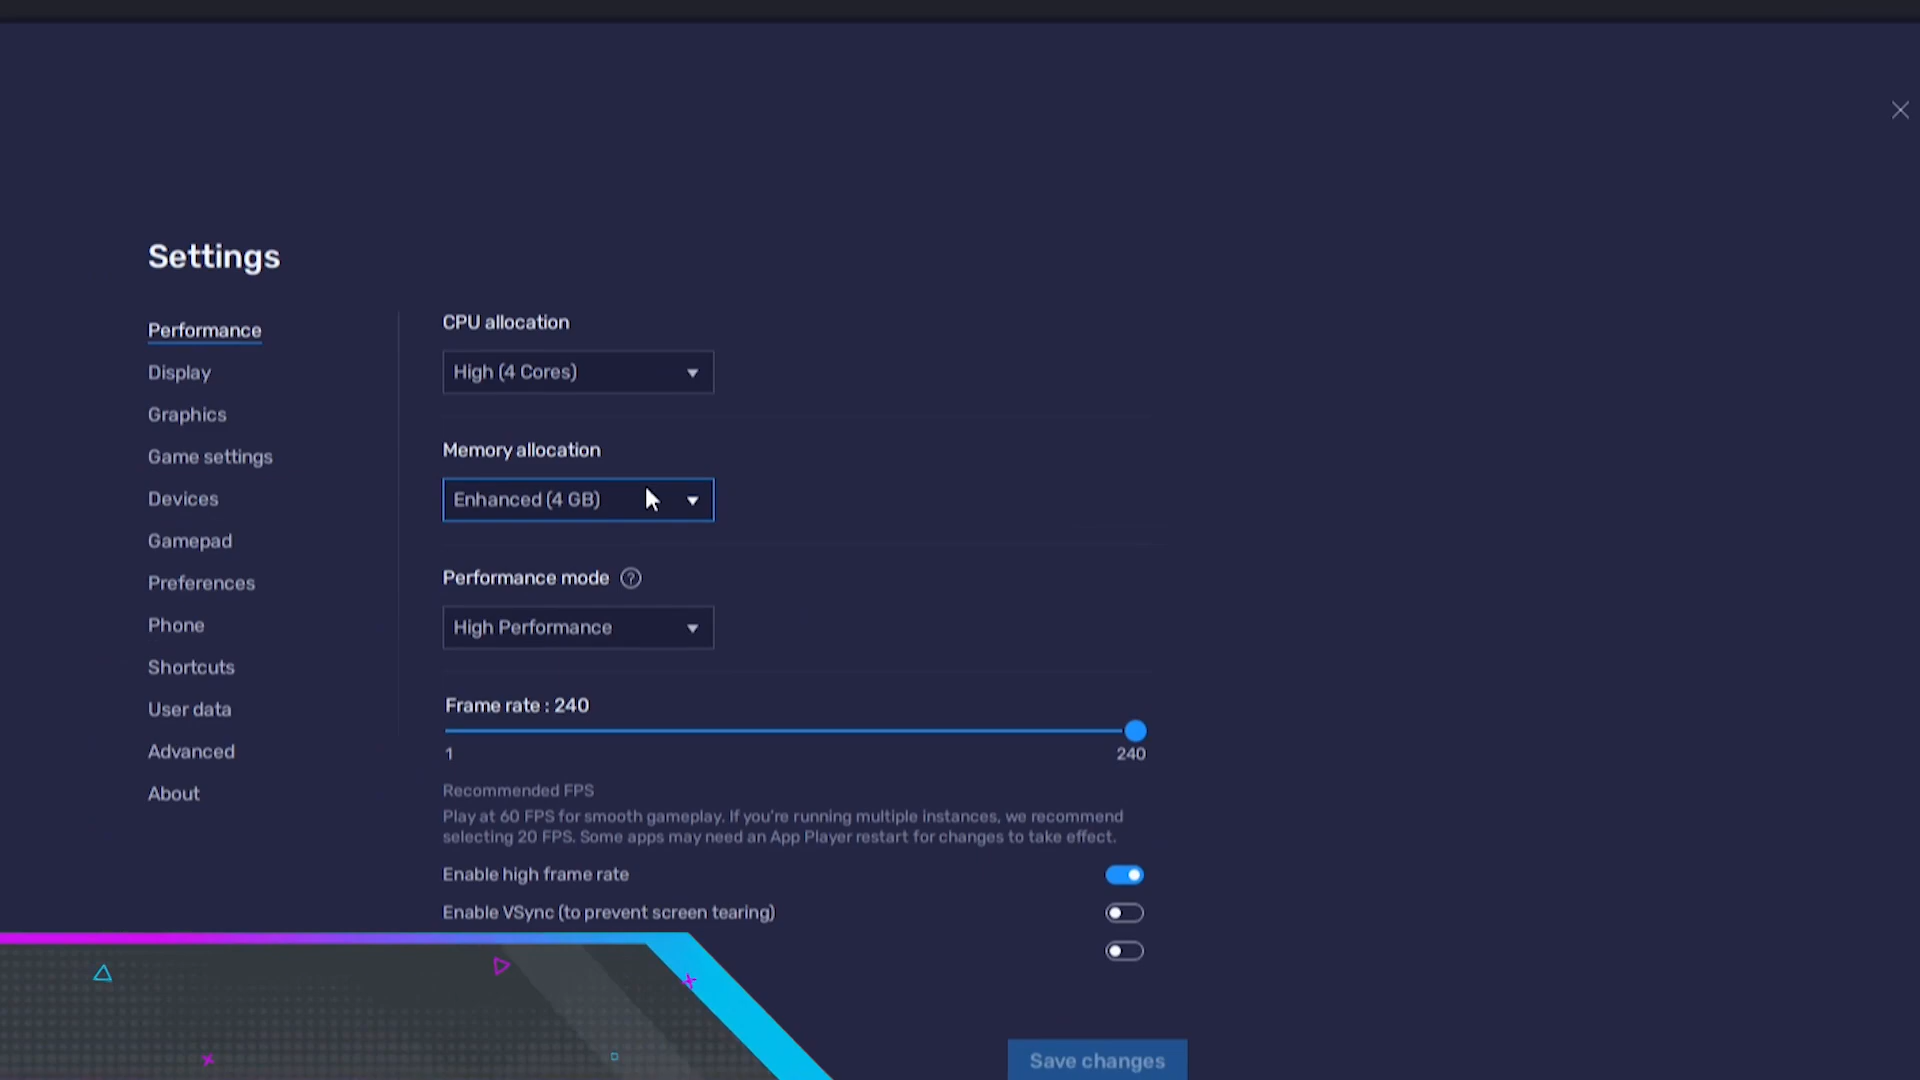 Settings
Performance
Display
Graphics
Game settings
Devices
Gamepad
Preferences
Phone
Shortcuts
User data
Advanced
About
CPU allocation
High (4 Cores)
Memory allocation
Enhanced (4 GB)
Performance mode ?
High Performance
Frame rate : 240
1
240
Recommended FPS
Play at 60 FPS for smooth gameplay. If you're running multiple instances, we recommend
selecting 20 FPS. Some apps may need an App Player restart for changes to take effect.
Enable high frame rate
Enable VSync (to prevent screen tearing)
Save changes